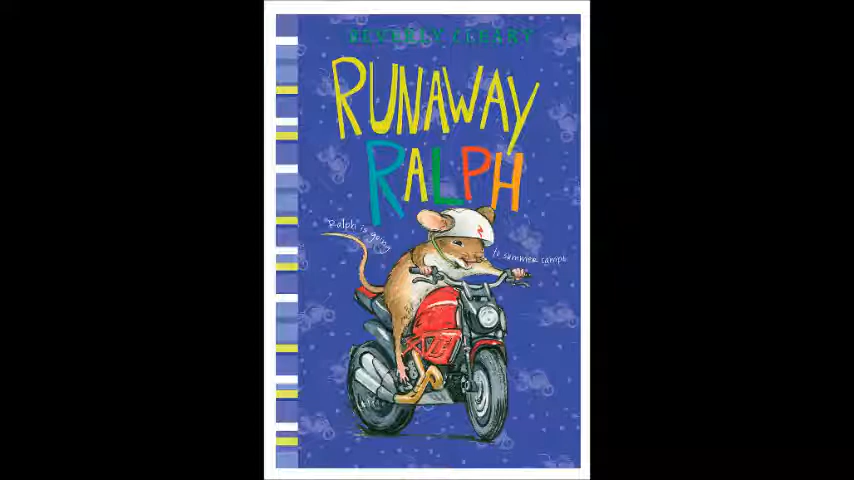 BEVERLY CLEARY
RUNAWAY
RALPH
Ralph is going
to summer camp!